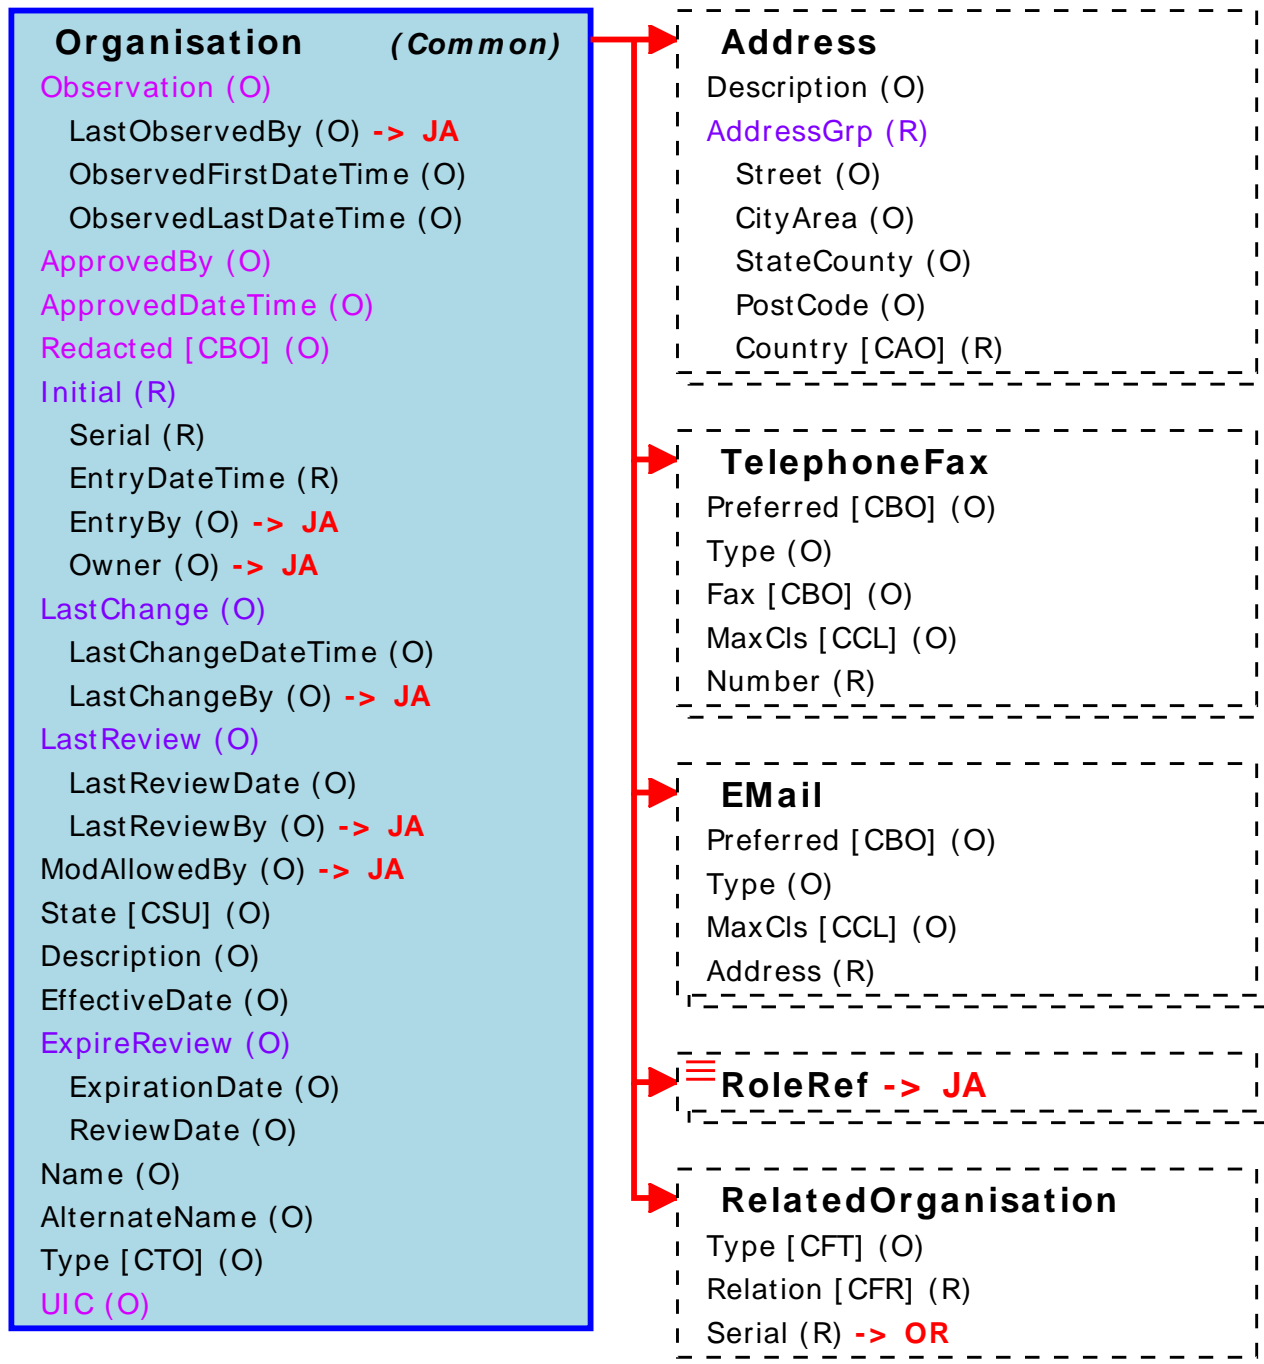 Organisation (Common)
Observation (O)
LastObservedBy (O) -> JA
ObservedFirstDateTime (O)
ObservedLastDateTime (O)
ApprovedBy (O)
ApprovedDateTime (O)
Redacted [CBO] (O)
Initial (R)
Serial (R)
EntryDateTime (R)
EntryBy (O) -> JA
Owner (O) -> JA
LastChange (O)
LastChangeDateTime (O)
LastChangeBy (O) -> JA
LastReview (O)
LastReviewDate (O)
LastReviewBy (O) -> JA
ModAllowedBy (O) -> JA
State [CSU] (O)
Description (O)
EffectiveDate (O)
ExpireReview (O)
ExpirationDate (O)
ReviewDate (O)
Name (O)
AlternateName (O)
Type [CTO] (O)
UIC (O)
Address
Description (O)
AddressGrp (R)
Street (O)
CityArea (O)
StateCounty (O)
PostCode (O)
Country [CAO] (R)
TelephoneFax
Preferred [CBO] (O)
Type (O)
Fax [CBO] (O)
MaxCls [CCL] (O)
Number (R)
EMail
Preferred [CBO] (O)
Type (O)
MaxCls [CCL] (O)
Address (R)
RoleRef -> JA
RelatedOrganisation
Type [CFT] (O)
Relation [CFR] (R)
Serial (R) -> OR